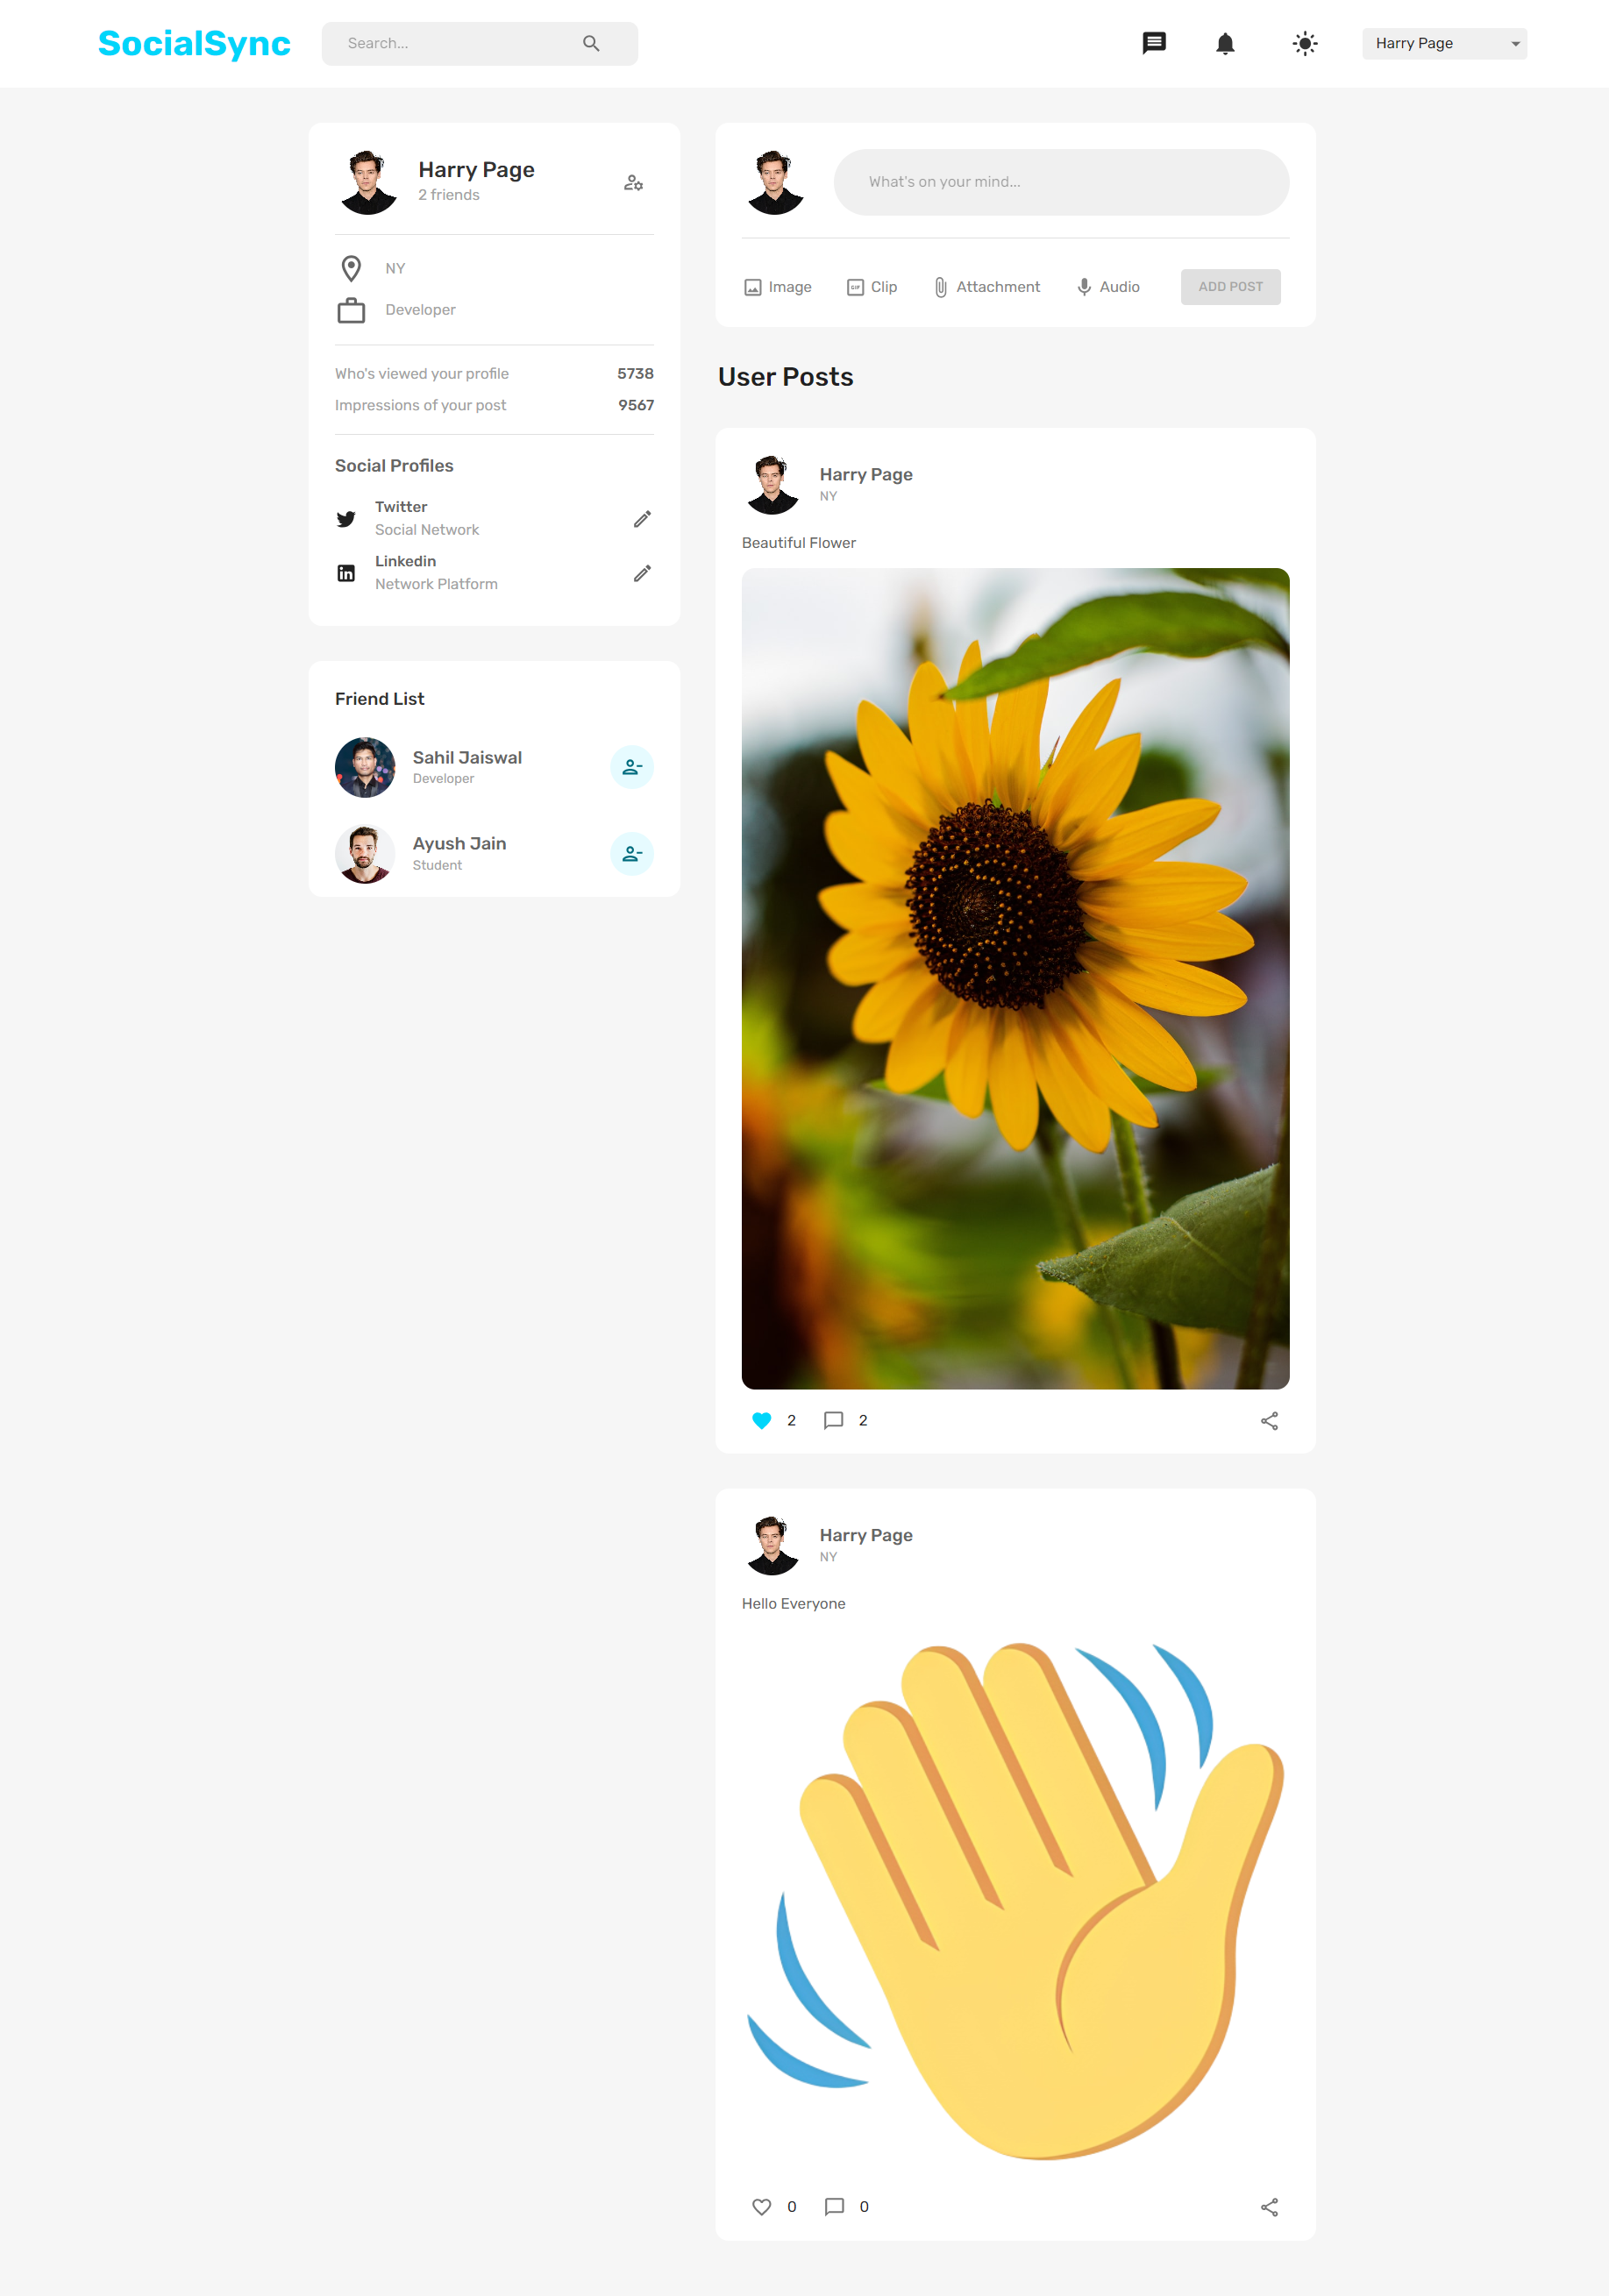 SocialSync
Search...
Harry Page
Harry Page
2 friends
NY
Developer
Who's viewed your profile 5738
Impressions of your post 9567
Social Profiles
Twitter
Social Network
Linkedin
Network Platform
Friend List
Sahil Jaiswal
Developer
Ayush Jain
Student
What's on your mind...
Image GIF Clip Attachment Audio ADD POST
User Posts
Harry Page
NY
Beautiful Flower
2 2
Harry Page
NY
Hello Everyone
0 0